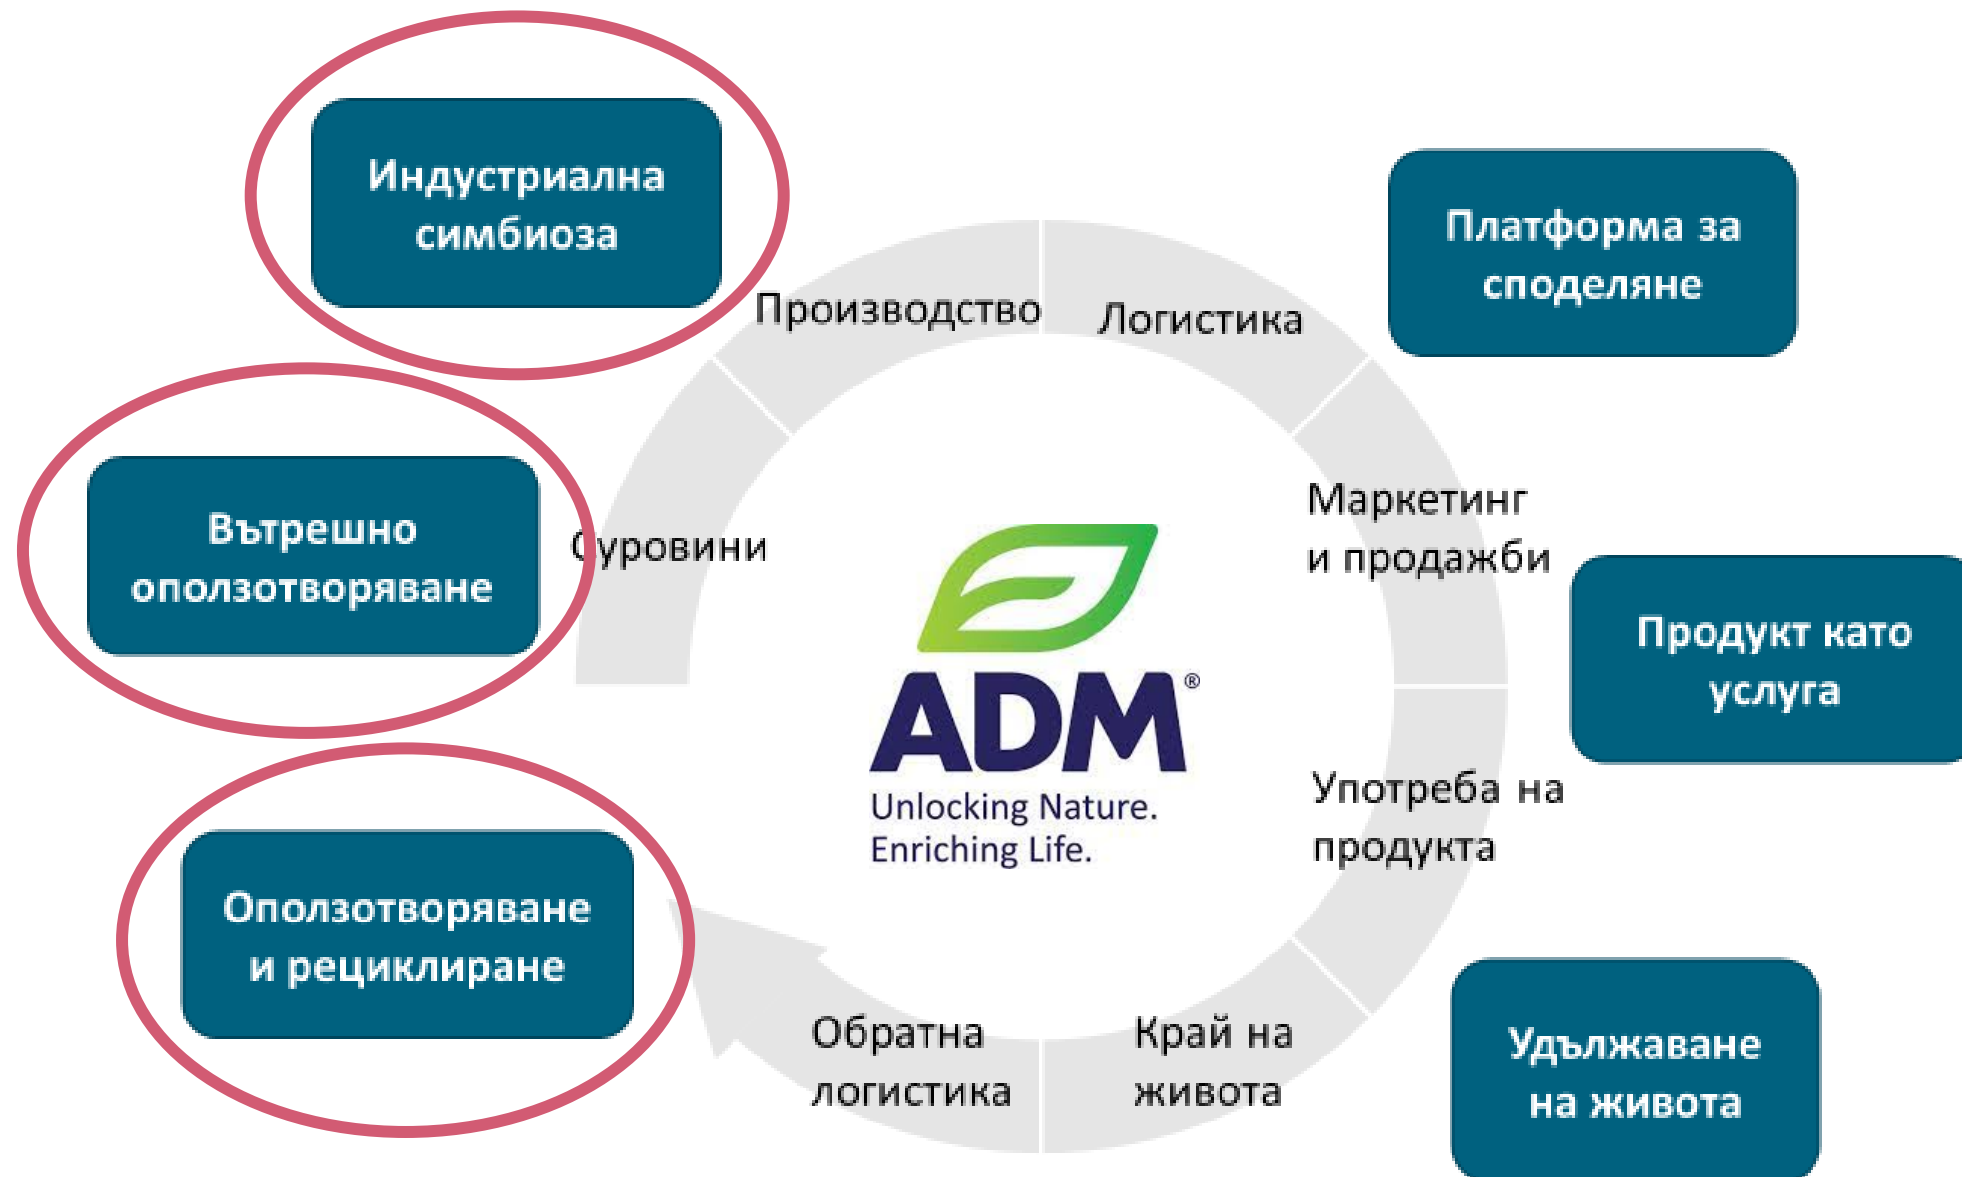 Индустриална
симбиоза
Платформа за
споделяне
Производство
Логистика
Маркетинг
и продажби
Вътрешно
оползотворяване
Суровини
Продукт като
услуга
ADM®
Unlocking Nature.
Enriching Life.
Употреба на
продукта
Оползотворяване
и рециклиране
Обратна
логистика
Край на
живота
Удължаване
на живота